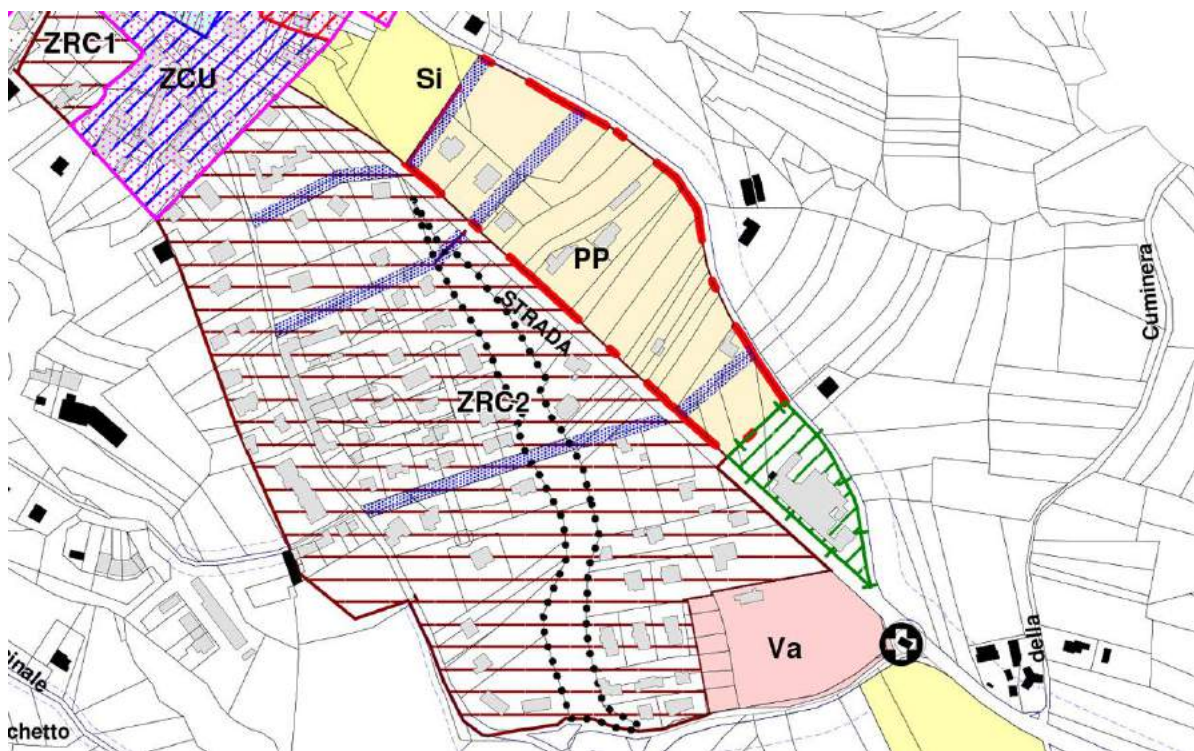 ZRC1
ZCU
Si
PP
Cuminera
STRADA
ZRC2
Va
della
inale
chetto